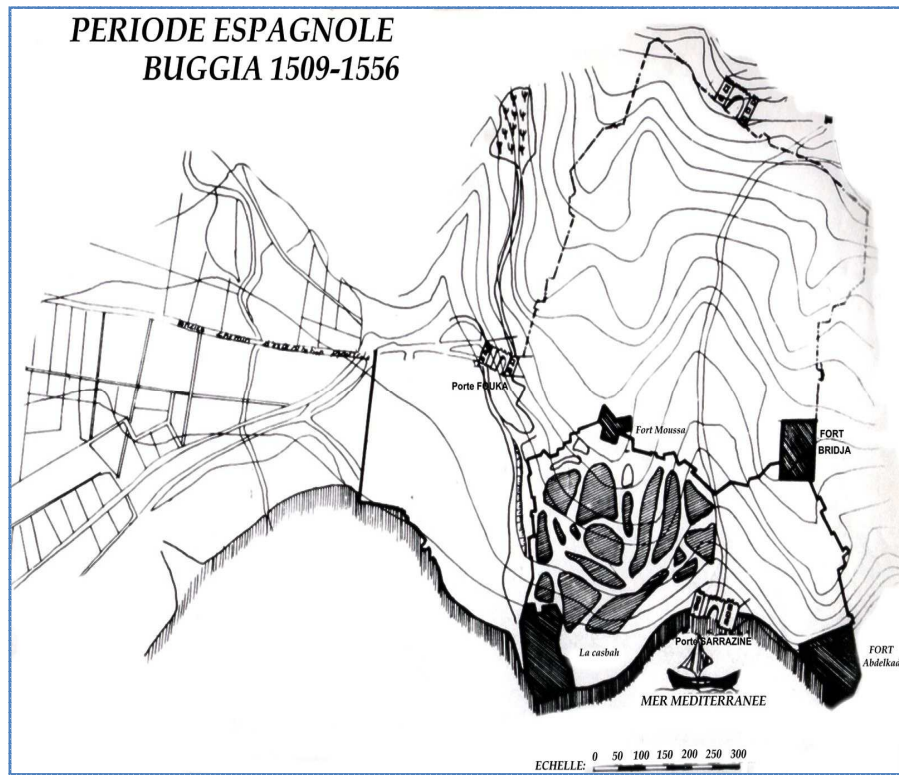 PERIODE ESPAGNOLE
BUGGIA 1509-1556
Porte FOUKA
Fort Moussa
FORT
BRIDJA
Porte SARRAZINE
La casbah
FORT
Abdelkad
MER MEDITERRANEE
ECHELLE: 0 50 100 150 200 250 300